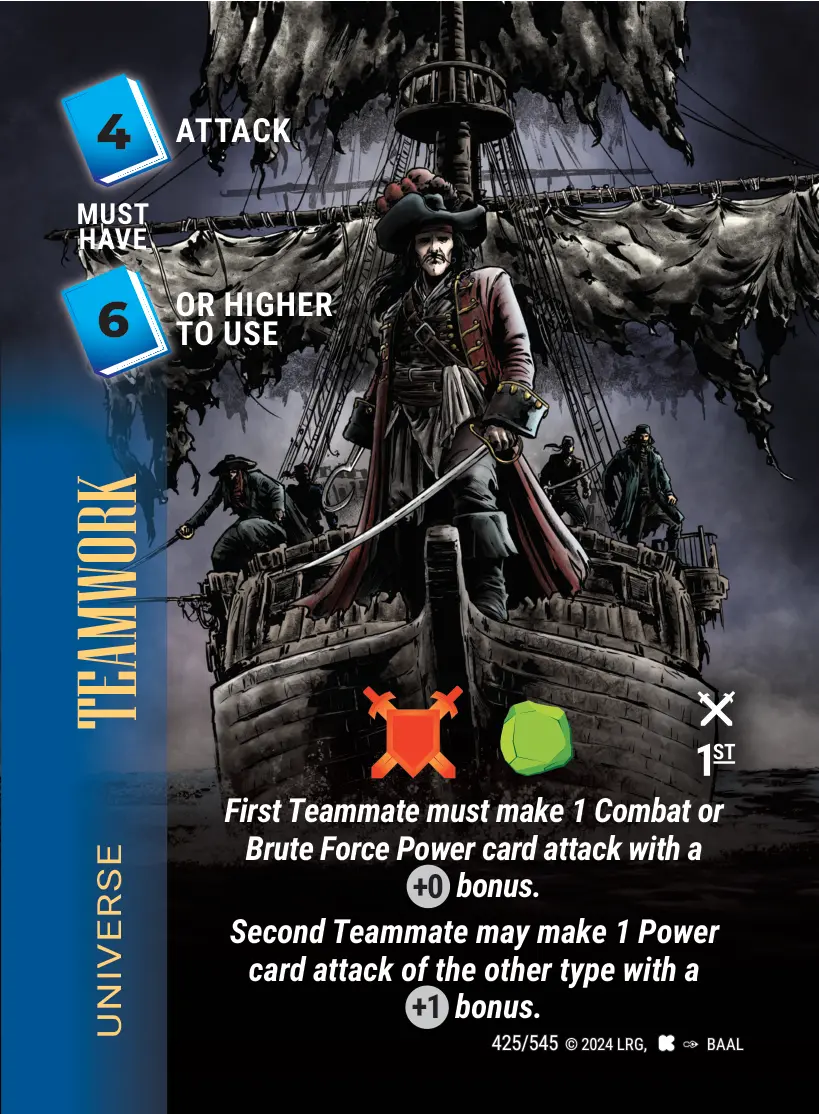 4 ATTACK
MUST
HAVE
6 OR HIGHER
TO USE
TEAMWORK
UNIVERSE
1ST
First Teammate must make 1 Combat or
Brute Force Power card attack with a
+0 bonus.
Second Teammate may make 1 Power
card attack of the other type with a
+1 bonus.
425/545 © 2024 LRG, BAAL